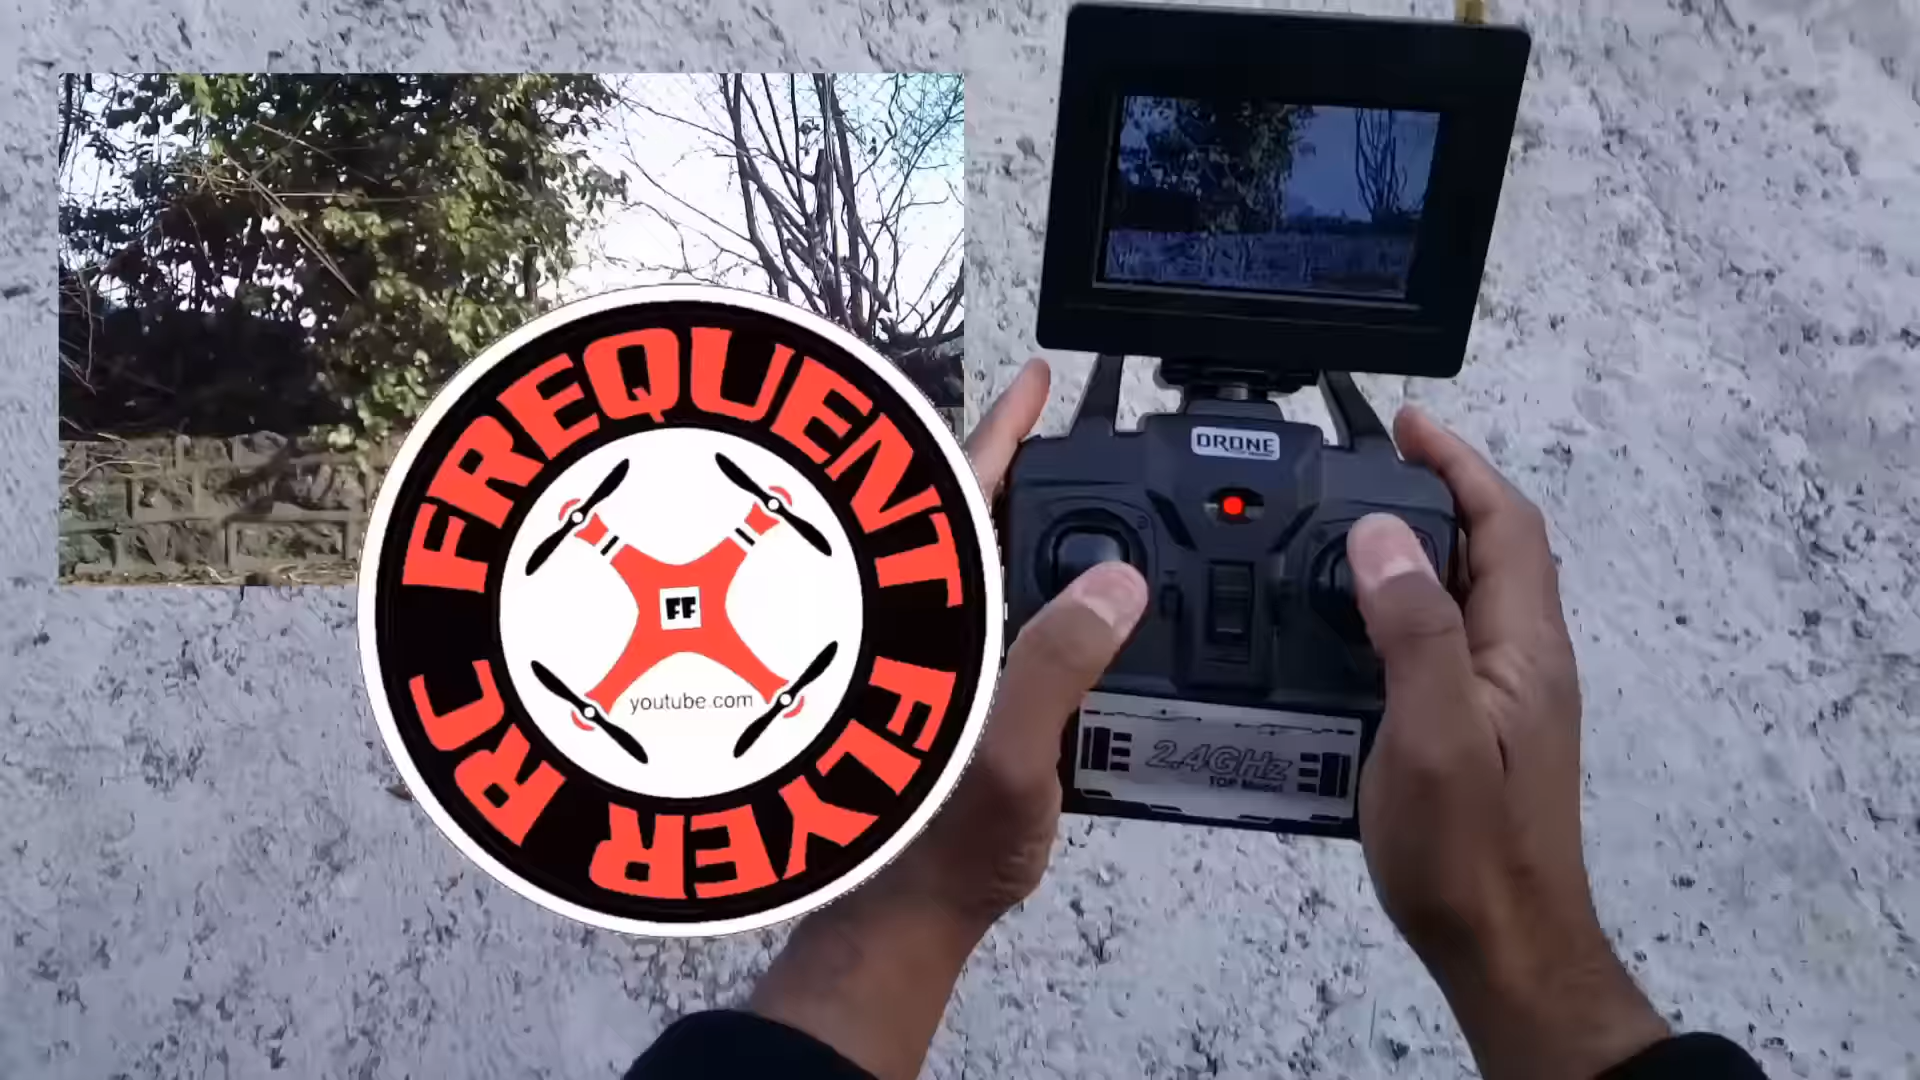 FREQUENT FLYER RC
FF
youtube.com
DRONE
2.4GHz
TOP Model